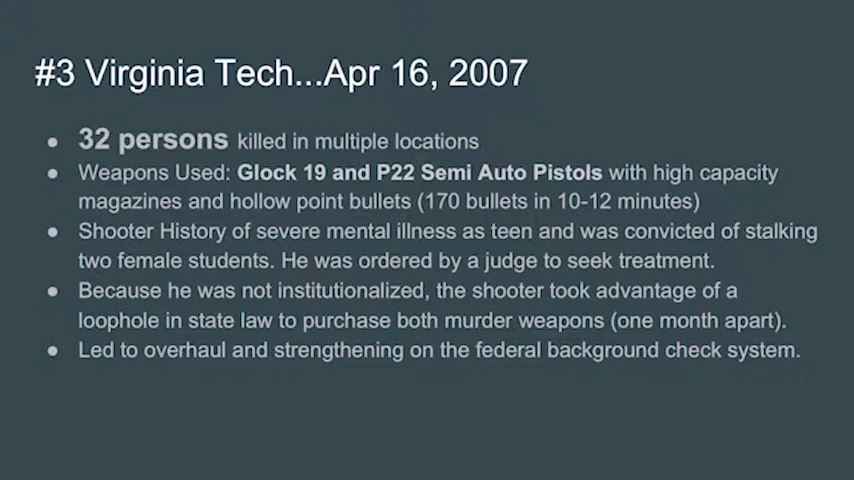 #3 Virginia Tech...Apr 16, 2007
● 32 persons killed in multiple locations
● Weapons Used: Glock 19 and P22 Semi Auto Pistols with high capacity
magazines and hollow point bullets (170 bullets in 10-12 minutes)
● Shooter History of severe mental illness as teen and was convicted of stalking
two female students. He was ordered by a judge to seek treatment.
● Because he was not institutionalized, the shooter took advantage of a
loophole in state law to purchase both murder weapons (one month apart).
● Led to overhaul and strengthening on the federal background check system.